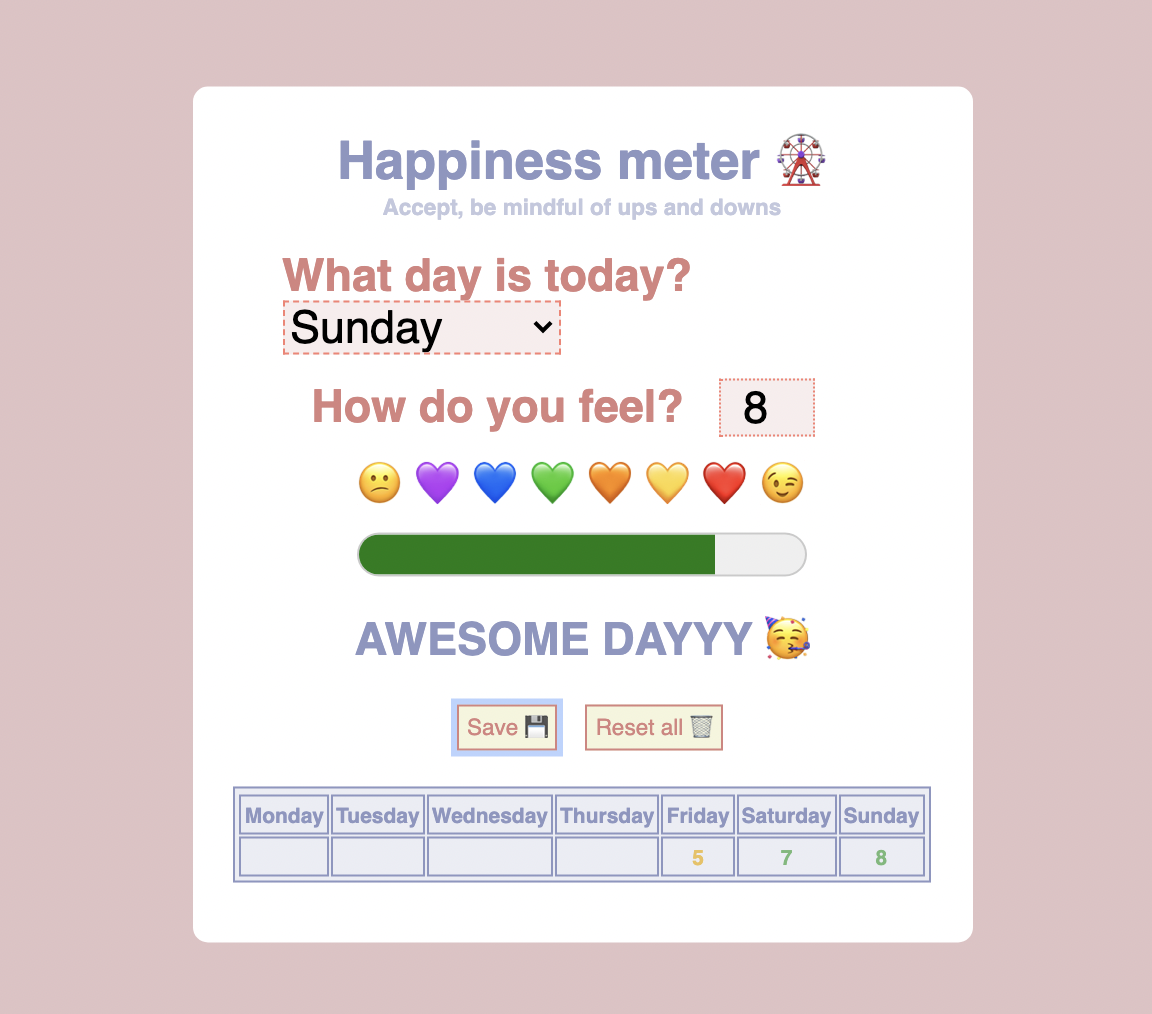 Happiness meter 🎡
Accept, be mindful of ups and downs
What day is today?
Sunday
How do you feel? 8
😕 💜 💙 💚 🧡 💛 ❤️ 😉
AWESOME DAYYY 🥳
Save 💾 Reset all 🗑️
Monday Tuesday Wednesday Thursday Friday Saturday Sunday
5 7 8